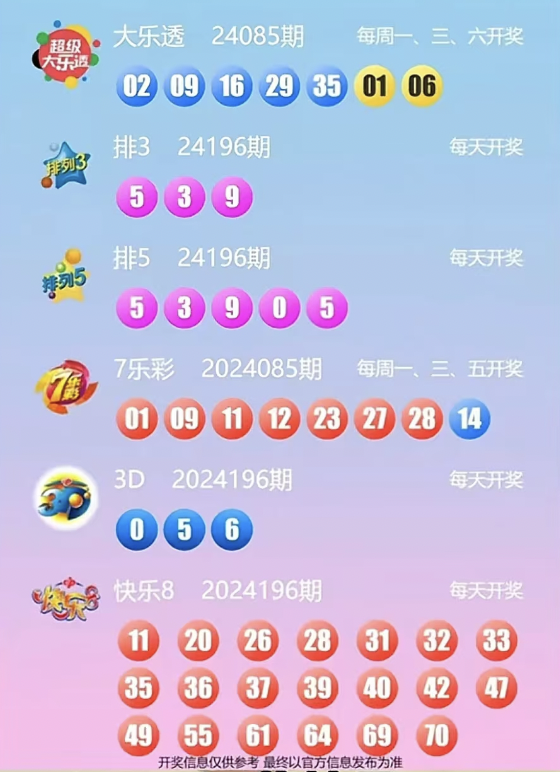 超级
大乐透
大乐透 24085期 每周一、三、六开奖
02 09 16 29 35 01 06
排列3
排3 24196期 每天开奖
5 3 9
排列5
排5 24196期 每天开奖
5 3 9 0 5
7乐彩
7乐彩 2024085期 每周一、三、五开奖
01 09 11 12 23 27 28 14
3D 2024196期 每天开奖
0 5 6
快乐8
快乐8 2024196期 每天开奖
11 20 26 28 31 32 33
35 36 37 39 40 42 47
49 55 61 64 69 70
开奖信息仅供参考 最终以官方信息发布为准